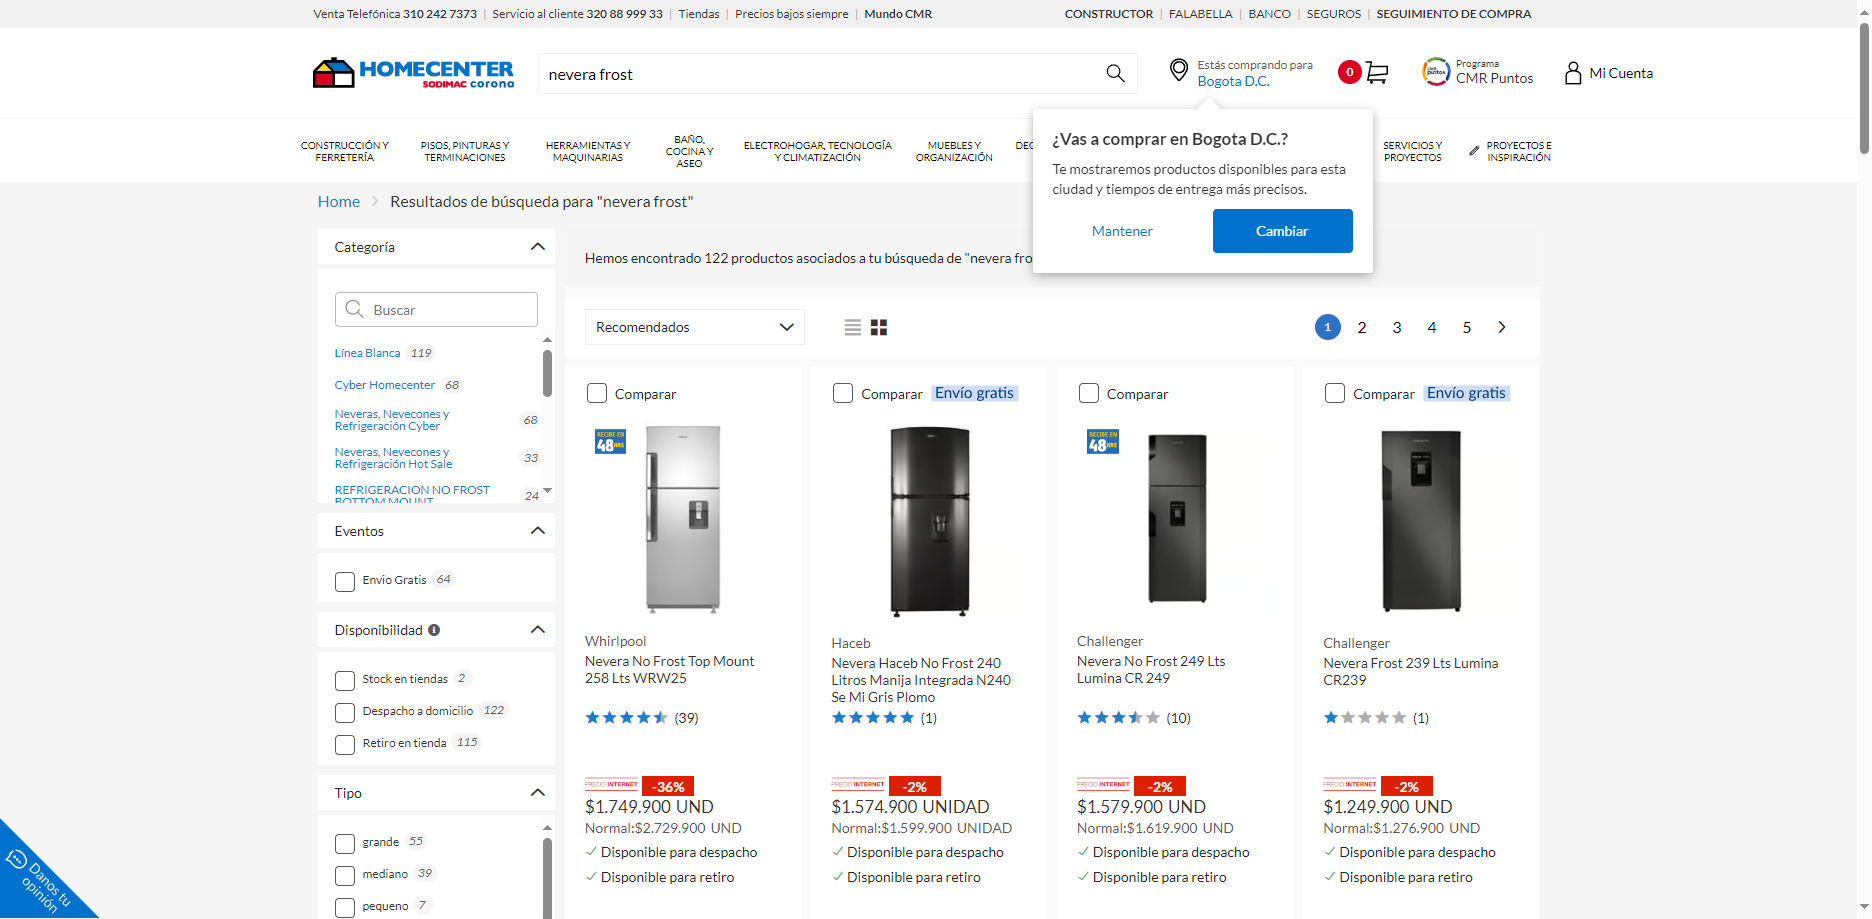 Venta Telefónica 310 242 7373 | Servicio al cliente 320 88 999 33 | Tiendas | Precios bajos siempre | Mundo CMR
CONSTRUCTOR | FALABELLA | BANCO | SEGUROS | SEGUIMIENTO DE COMPRA
HOMECENTER
SODIMAC corona
nevera frost
Estás comprando para
Bogota D.C.
0
Programa
CMR Puntos
Mi Cuenta
CONSTRUCCIÓN Y FERRETERÍA
PISOS, PINTURAS Y TERMINACIONES
HERRAMIENTAS Y MAQUINARIAS
BAÑO, COCINA Y ASEO
ELECTROHOGAR, TECNOLOGÍA Y CLIMATIZACIÓN
MUEBLES Y ORGANIZACIÓN
DEC
SERVICIOS Y PROYECTOS
PROYECTOS E INSPIRACIÓN
¿Vas a comprar en Bogota D.C.?
Te mostraremos productos disponibles para esta
ciudad y tiempos de entrega más precisos.
Mantener
Cambiar
Home > Resultados de búsqueda para "nevera frost"
Categoría
Buscar
Línea Blanca 119
Cyber Homecenter 68
Neveras, Nevecones y
Refrigeración Cyber 68
Neveras, Nevecones y
Refrigeración Hot Sale 33
REFRIGERACION NO FROST
BOTTOM MOUNT 24
Eventos
Envio Gratis 64
Disponibilidad
Stock en tiendas 2
Despacho a domicilio 122
Retiro en tienda 115
Tipo
grande 55
mediano 39
pequeno 7
Danos tu
opinión
Hemos encontrado 122 productos asociados a tu búsqueda de "nevera fro
Recomendados
1 2 3 4 5
Comparar
RECIBE EN
48 HRS
Whirlpool
Nevera No Frost Top Mount
258 Lts WRW25
(39)
PRECIO INTERNET -36%
$1.749.900 UND
Normal:$2.729.900 UND
Disponible para despacho
Disponible para retiro
Comparar Envío gratis
Haceb
Nevera Haceb No Frost 240
Litros Manija Integrada N240
Se Mi Gris Plomo
(1)
PRECIO INTERNET -2%
$1.574.900 UNIDAD
Normal:$1.599.900 UNIDAD
Disponible para despacho
Disponible para retiro
Comparar
RECIBE EN
48 HRS
Challenger
Nevera No Frost 249 Lts
Lumina CR 249
(10)
PRECIO INTERNET -2%
$1.579.900 UND
Normal:$1.619.900 UND
Disponible para despacho
Disponible para retiro
Comparar Envío gratis
Challenger
Nevera Frost 239 Lts Lumina
CR239
(1)
PRECIO INTERNET -2%
$1.249.900 UND
Normal:$1.276.900 UND
Disponible para despacho
Disponible para retiro